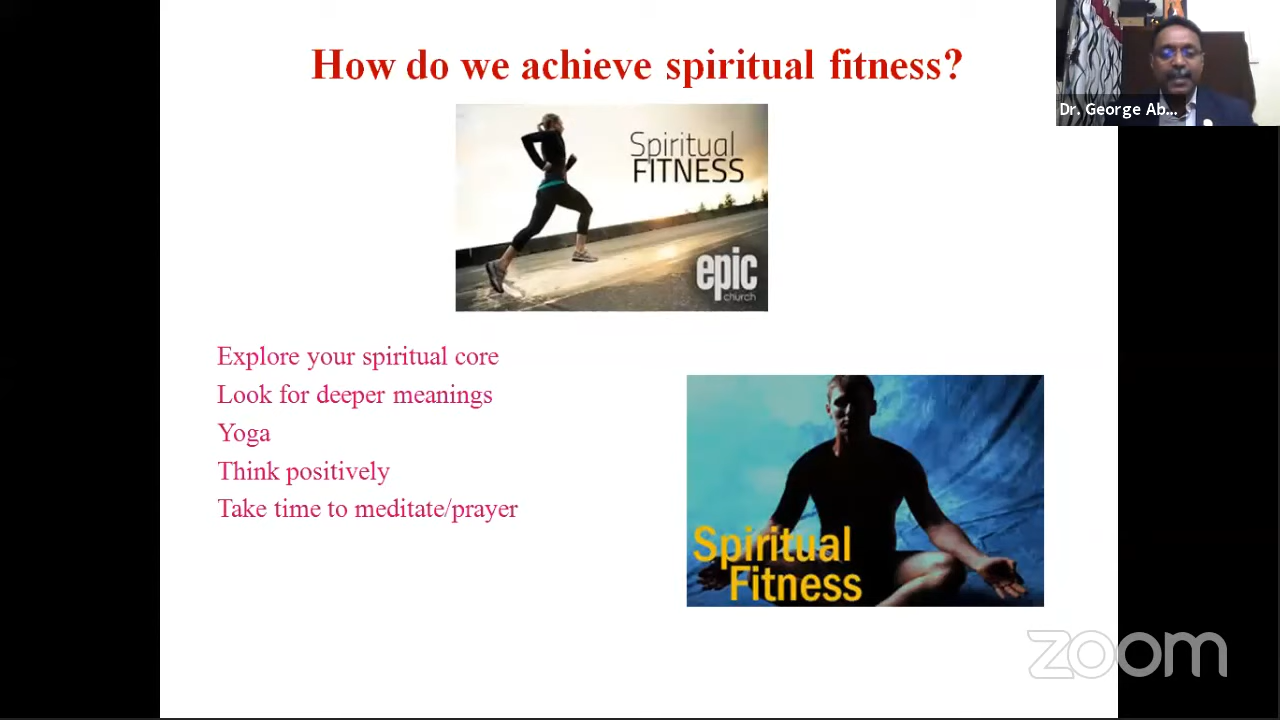 How do we achieve spiritual fitness?
Dr. George Ab...
Spiritual
FITNESS
epic
church
Explore your spiritual core
Look for deeper meanings
Yoga
Think positively
Take time to meditate/prayer
Spiritual
Fitness
zoom